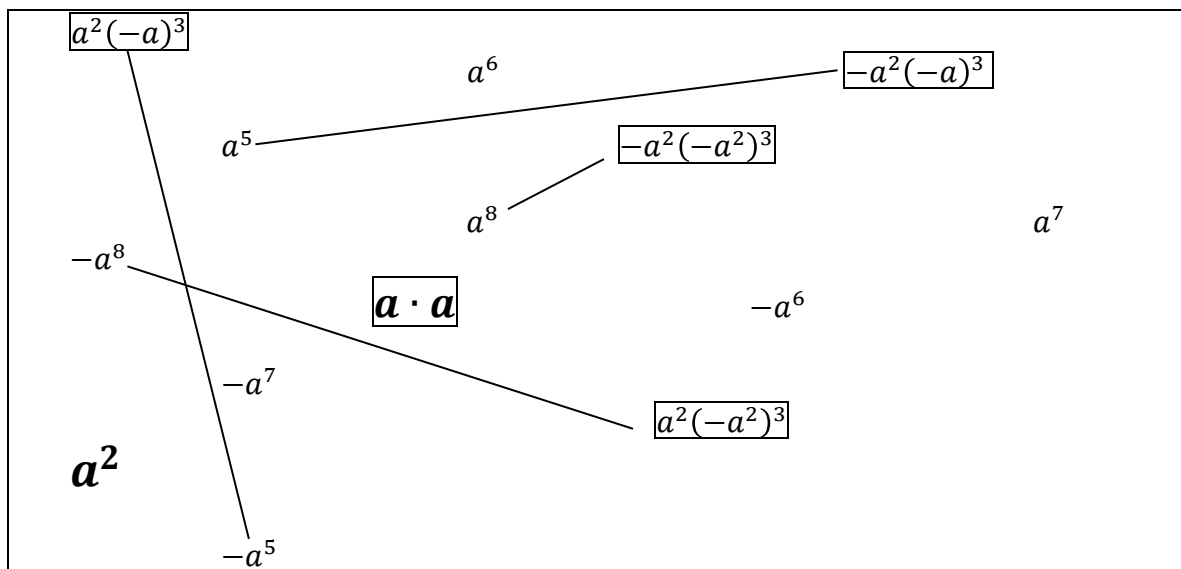 a²(−a)³
a⁶
−a²(−a)³
a⁵
−a²(−a²)³
a⁸
a⁷
−a⁸
a · a
−a⁶
−a⁷
a²(−a²)³
a²
−a⁵